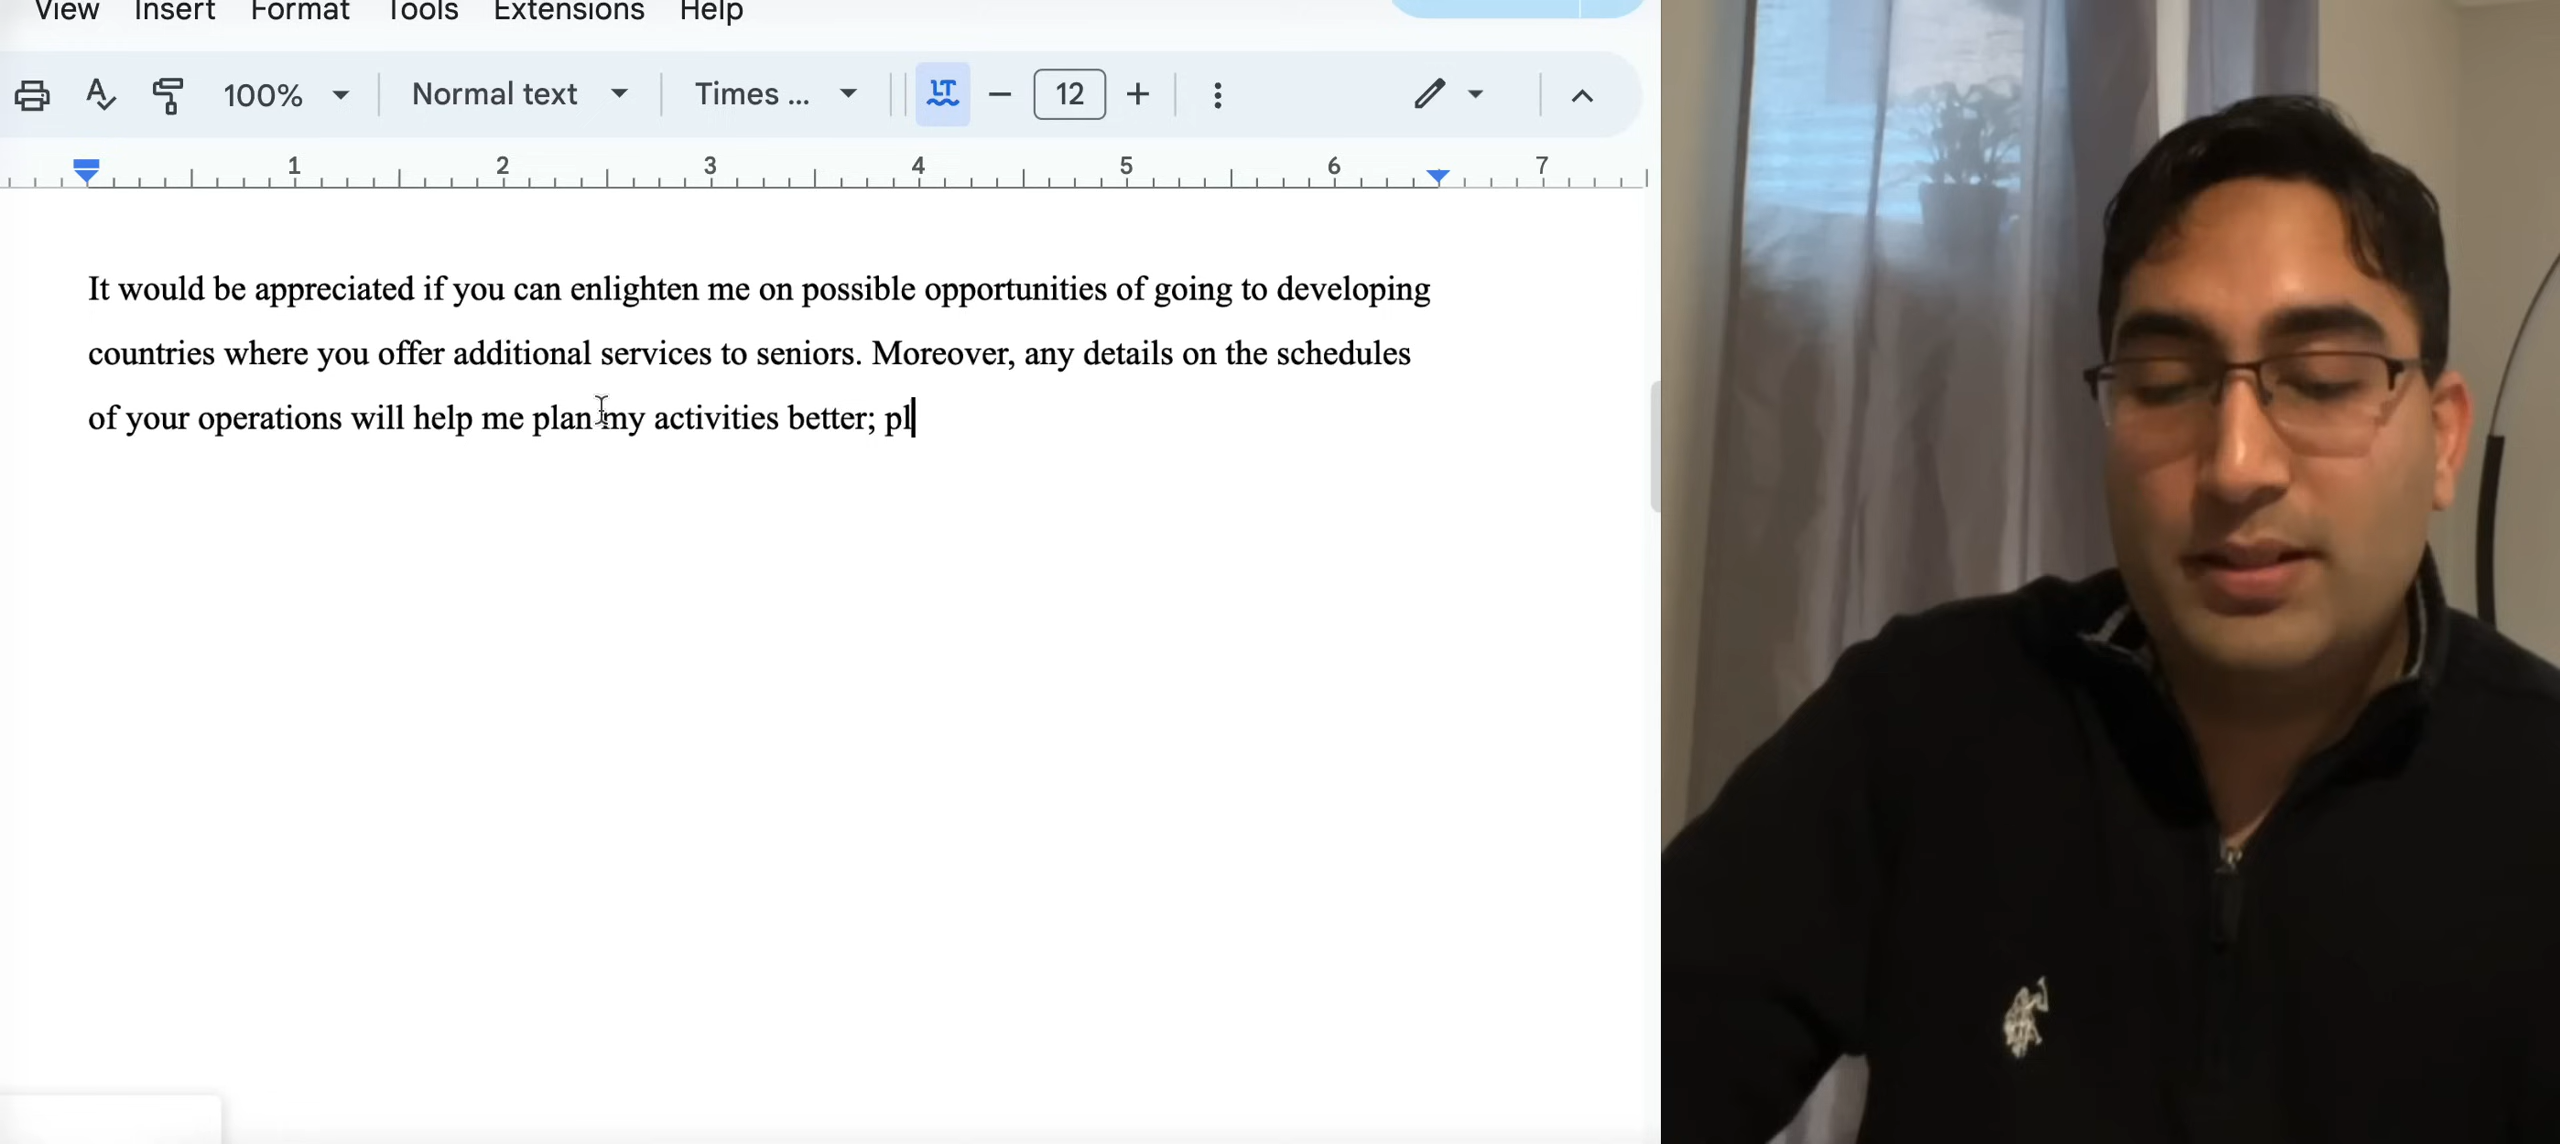 View Insert Format Tools Extensions Help
100% Normal text Times ... LT 12
1 2 3 4 5 6 7
It would be appreciated if you can enlighten me on possible opportunities of going to developing
countries where you offer additional services to seniors. Moreover, any details on the schedules
of your operations will help me plan my activities better; pl